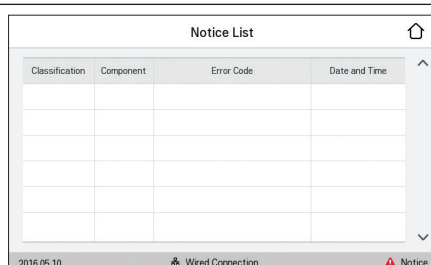 Notice List
Classification Component Error Code Date and Time
2016.05.10 Wired Connection Notice